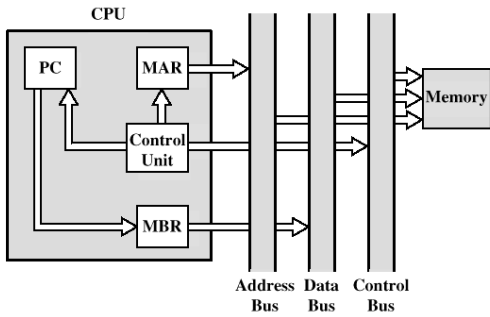 CPU
PC
MAR
Memory
Control
Unit
MBR
Address Data Control
Bus Bus Bus